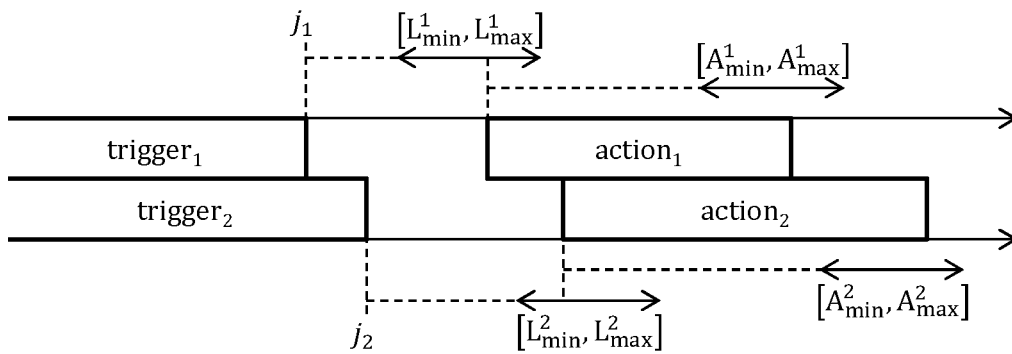 j₁ [L¹ₘᵢₙ, L¹ₘₐₓ]
[A¹ₘᵢₙ, A¹ₘₐₓ]
trigger₁ action₁
trigger₂ action₂
j₂ [L²ₘᵢₙ, L²ₘₐₓ] [A²ₘᵢₙ, A²ₘₐₓ]